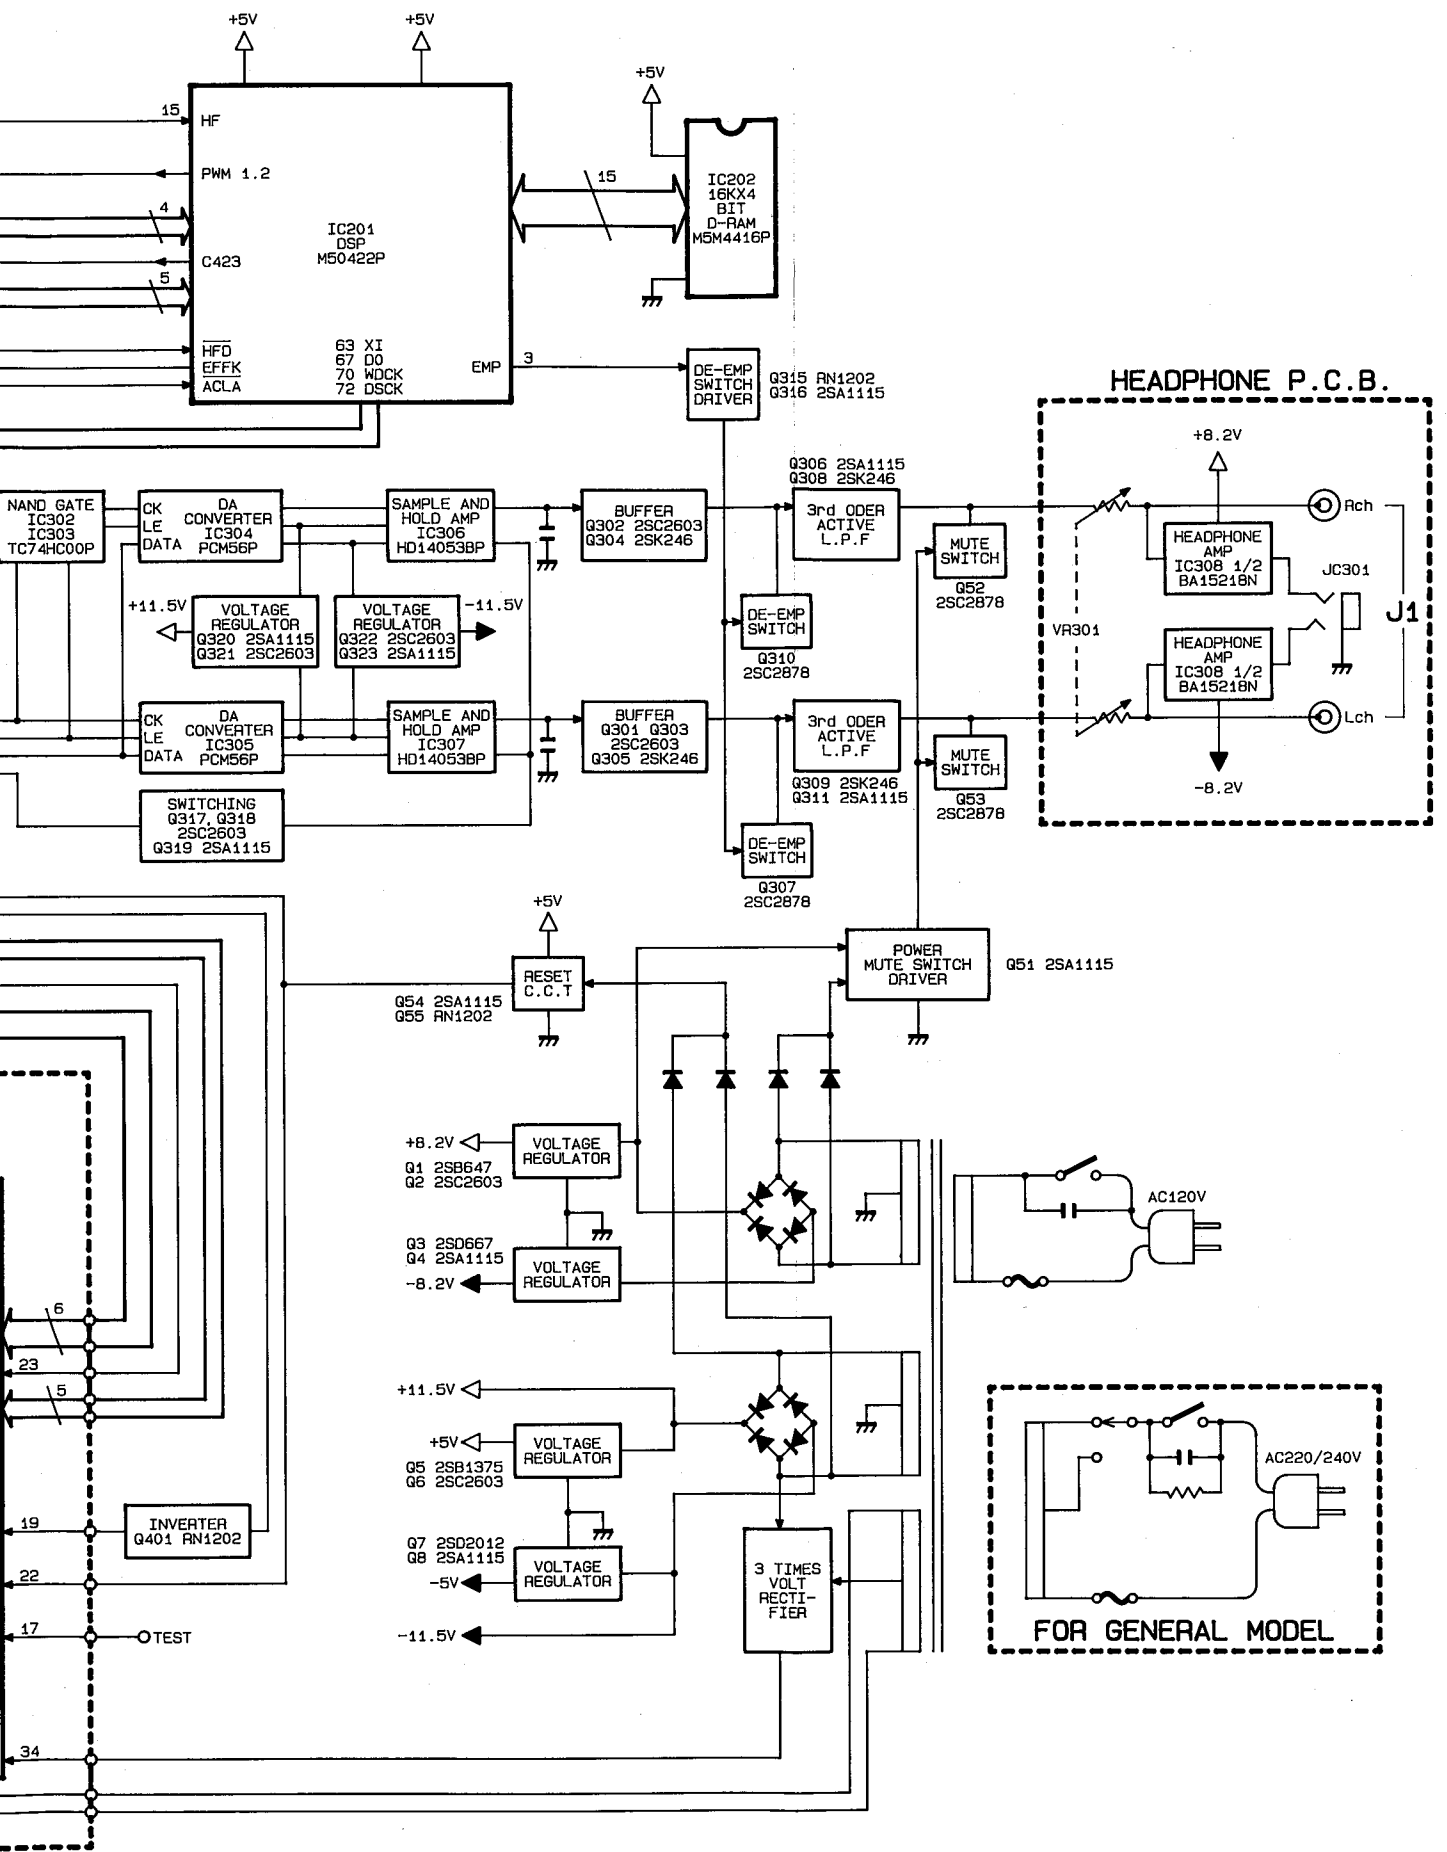 +5V
+5V
+5V
15
HF
PWM 1.2
4
C423
5
HFD
EFFK
ACLA
IC201
DSP
M50422P
63 XI
67 DO
70 WDCK
72 DSCK
EMP
3
15
IC202
16KX4
BIT
D-RAM
M5M4416P
DE-EMP
SWITCH
DRIVER
Q315 RN1202
Q316 2SA1115
HEADPHONE P.C.B.
NAND GATE
IC302
IC303
TC74HC00P
CK
LE
DATA
DA
CONVERTER
IC304
PCM56P
SAMPLE AND
HOLD AMP
IC306
HD14053BP
BUFFER
Q302 2SC2603
Q304 2SK246
Q306 2SA1115
Q308 2SK246
3rd ODER
ACTIVE
L.P.F
MUTE
SWITCH
Q52
2SC2878
+8.2V
HEADPHONE
AMP
IC308 1/2
BA15218N
Rch
JC301
J1
VR301
HEADPHONE
AMP
IC308 1/2
BA15218N
Lch
-8.2V
+11.5V
VOLTAGE
REGULATOR
Q320 2SA1115
Q321 2SC2603
VOLTAGE
REGULATOR
Q322 2SC2603
Q323 2SA1115
-11.5V
DE-EMP
SWITCH
Q310
2SC2878
CK
LE
DATA
DA
CONVERTER
IC305
PCM56P
SAMPLE AND
HOLD AMP
IC307
HD14053BP
BUFFER
Q301 Q303
2SC2603
Q305 2SK246
3rd ODER
ACTIVE
L.P.F
Q309 2SK246
Q311 2SA1115
MUTE
SWITCH
Q53
2SC2878
SWITCHING
Q317, Q318
2SC2603
Q319 2SA1115
DE-EMP
SWITCH
Q307
2SC2878
+5V
RESET
C.C.T
Q54 2SA1115
Q55 RN1202
POWER
MUTE SWITCH
DRIVER
Q51 2SA1115
+8.2V
VOLTAGE
REGULATOR
Q1 2SB647
Q2 2SC2603
Q3 2SD667
Q4 2SA1115
-8.2V
VOLTAGE
REGULATOR
AC120V
+11.5V
+5V
VOLTAGE
REGULATOR
Q5 2SB1375
Q6 2SC2603
Q7 2SD2012
Q8 2SA1115
-5V
VOLTAGE
REGULATOR
-11.5V
3 TIMES
VOLT
RECTI-
FIER
AC220/240V
FOR GENERAL MODEL
6
23
5
19
INVERTER
Q401 RN1202
22
17
TEST
34